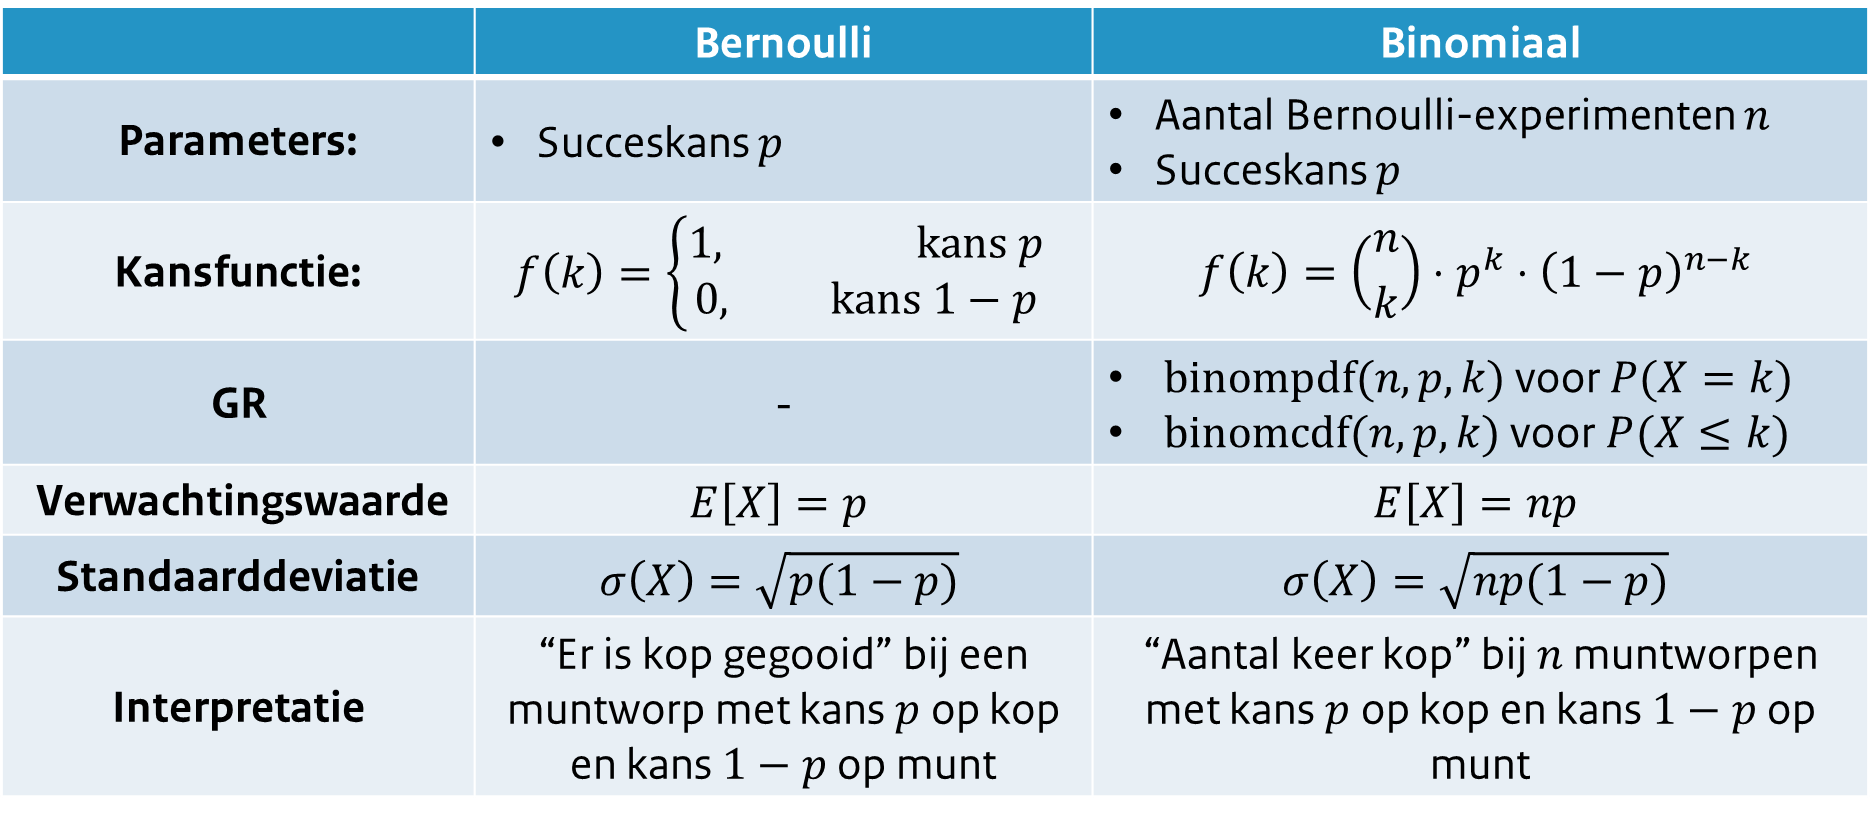 Bernoulli Binomiaal
Parameters:
• Succeskans p
• Aantal Bernoulli-experimenten n
• Succeskans p
Kansfunctie:
f(k) = { 1, kans p
0, kans 1 − p
f(k) = (n k) · p^k · (1 − p)^{n−k}
GR
-
• binompdf(n, p, k) voor P(X = k)
• binomcdf(n, p, k) voor P(X ≤ k)
Verwachtingswaarde
E[X] = p
E[X] = np
Standaarddeviatie
σ(X) = √p(1 − p)
σ(X) = √np(1 − p)
Interpretatie
“Er is kop gegooid” bij een
muntworp met kans p op kop
en kans 1 − p op munt
“Aantal keer kop” bij n muntworpen
met kans p op kop en kans 1 − p op
munt